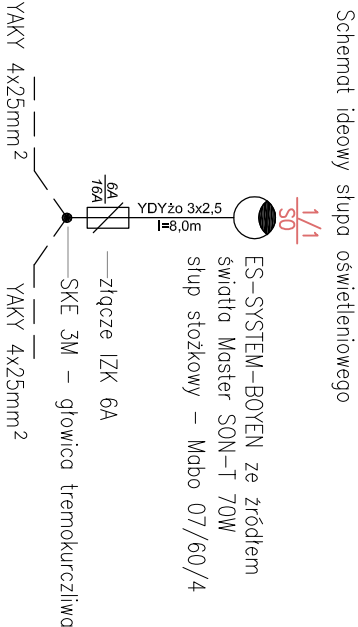 Schemat ideowy słupa oświetleniowego
1/1
SO
ES-SYSTEM-BOYEN ze źródłem
światła Master SON-T 70W
słup stożkowy - Mabo 07/60/4
YDYżo 3x2,5
l=8,0m
6A
16A
złącze IZK 6A
SKE 3M - głowica tremokurczliwa
YAKY 4x25mm²
YAKY 4x25mm²